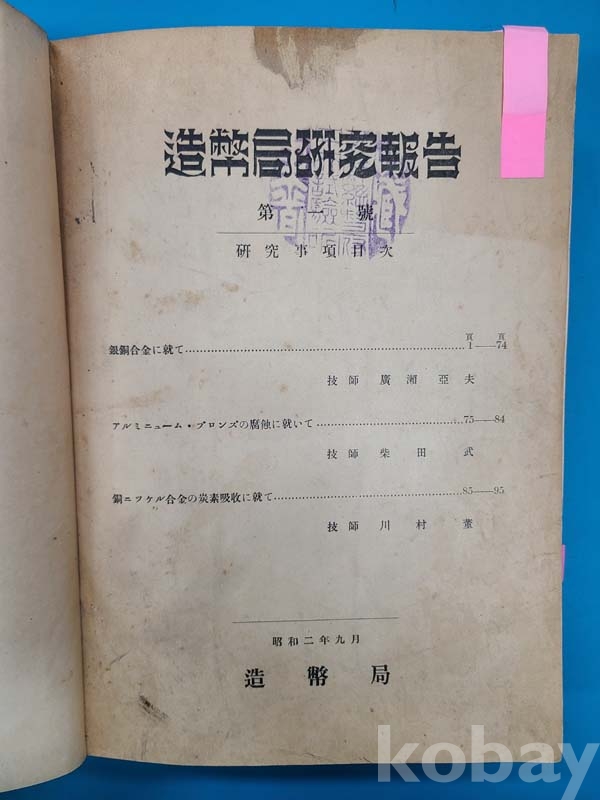 造幣局研究報告
第一號
研究事項目次
頁 頁
銀銅合金に就て 1——74
技師 廣瀬亞夫
アルミニューム・ブロンズの腐蝕に就いて 75——84
技師 柴田武
銅ニツケル合金の炭素吸收に就て 85——95
技師 川村董
昭和二年九月
造幣局
kobay